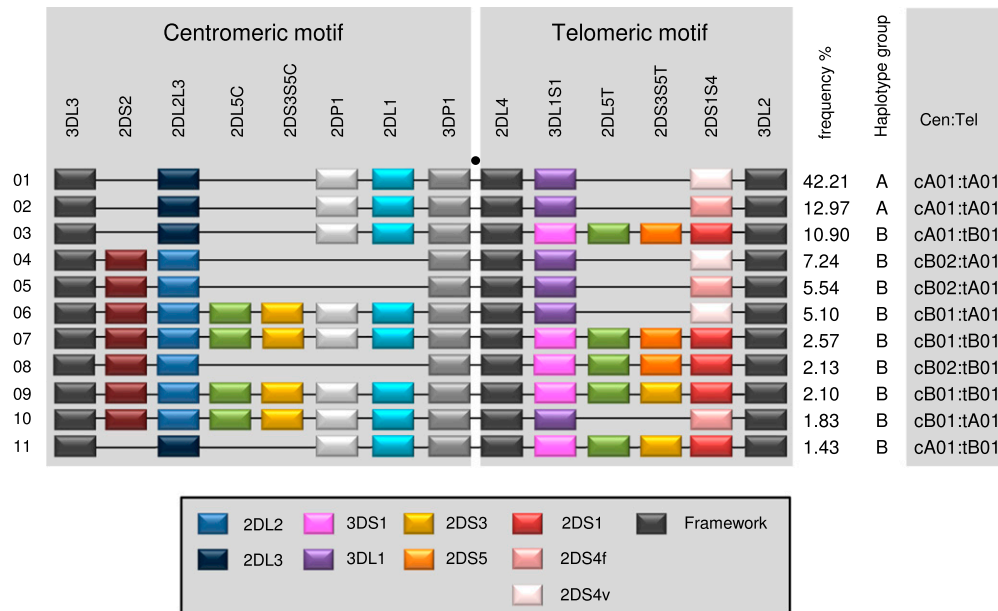 Centromeric motif Telomeric motif
3DL3 2DS2 2DL2L3 2DL5C 2DS3S5C 2DP1 2DL1 3DP1 2DL4 3DL1S1 2DL5T 2DS3S5T 2DS1S4 3DL2 frequency % Haplotype group Cen:Tel
01 42.21 A cA01:tA01
02 12.97 A cA01:tA01
03 10.90 B cA01:tB01
04 7.24 B cB02:tA01
05 5.54 B cB02:tA01
06 5.10 B cB01:tA01
07 2.57 B cB01:tB01
08 2.13 B cB02:tB01
09 2.10 B cB01:tB01
10 1.83 B cB01:tA01
11 1.43 B cA01:tB01
2DL2 3DS1 2DS3 2DS1 Framework
2DL3 3DL1 2DS5 2DS4f
2DS4v